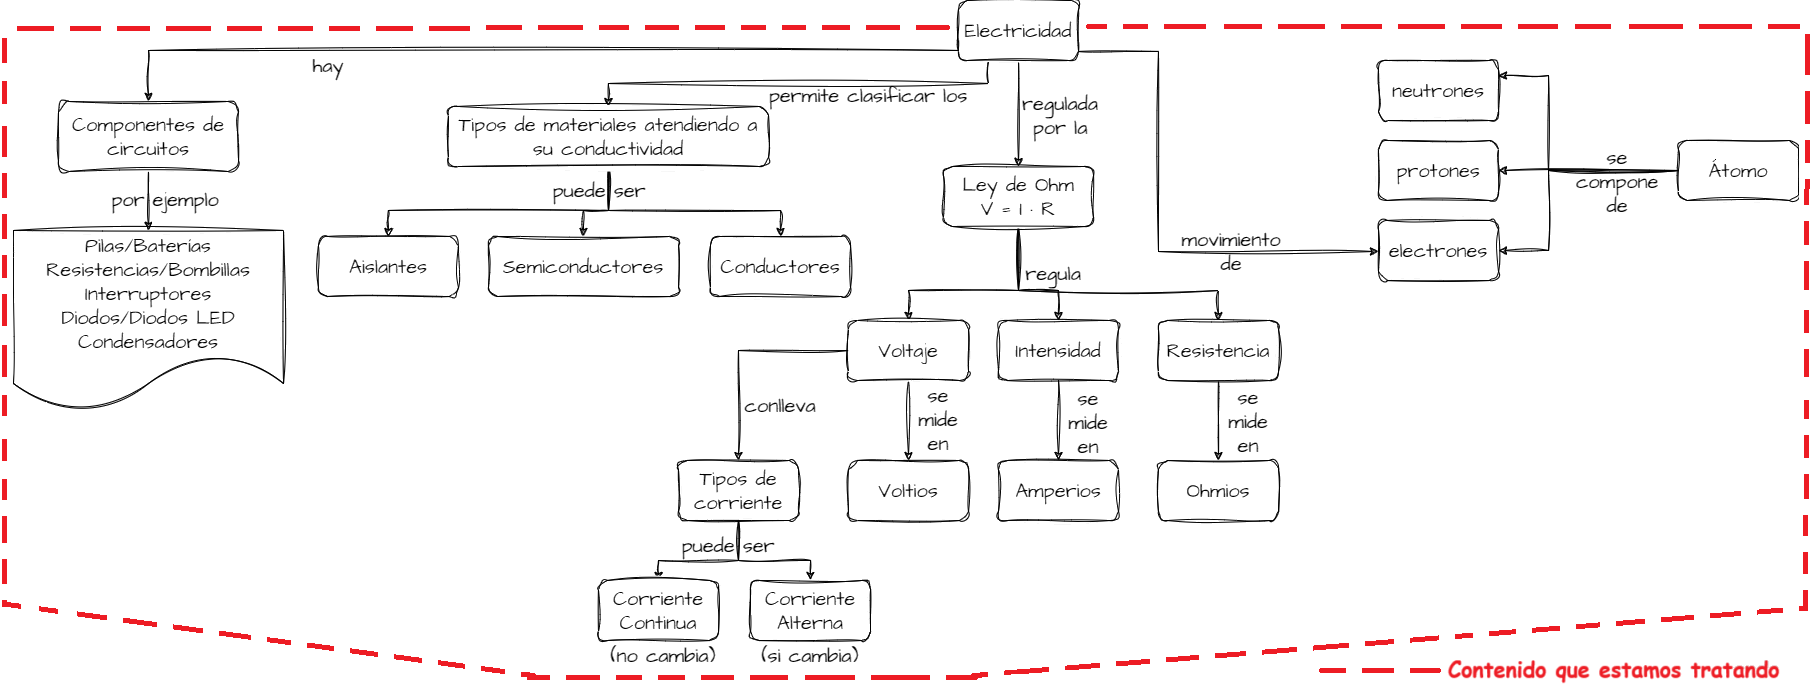 Electricidad
hay
permite clasificar los
regulada
por la
Componentes de
circuitos
por ejemplo
Pilas/Baterias
Resistencias/Bombillas
Interruptores
Diodos/Diodos LED
Condensadores
Tipos de materiales atendiendo a
su conductividad
puede ser
Aislantes
Semiconductores
Conductores
Ley de Ohm
V = I · R
regula
movimiento
de
neutrones
protones
electrones
se
compone
de
Átomo
Voltaje
Intensidad
Resistencia
conlleva
se
mide
en
se
mide
en
se
mide
en
Tipos de
corriente
Voltios
Amperios
Ohmios
puede ser
Corriente
Continua
(no cambia)
Corriente
Alterna
(si cambia)
Contenido que estamos tratando